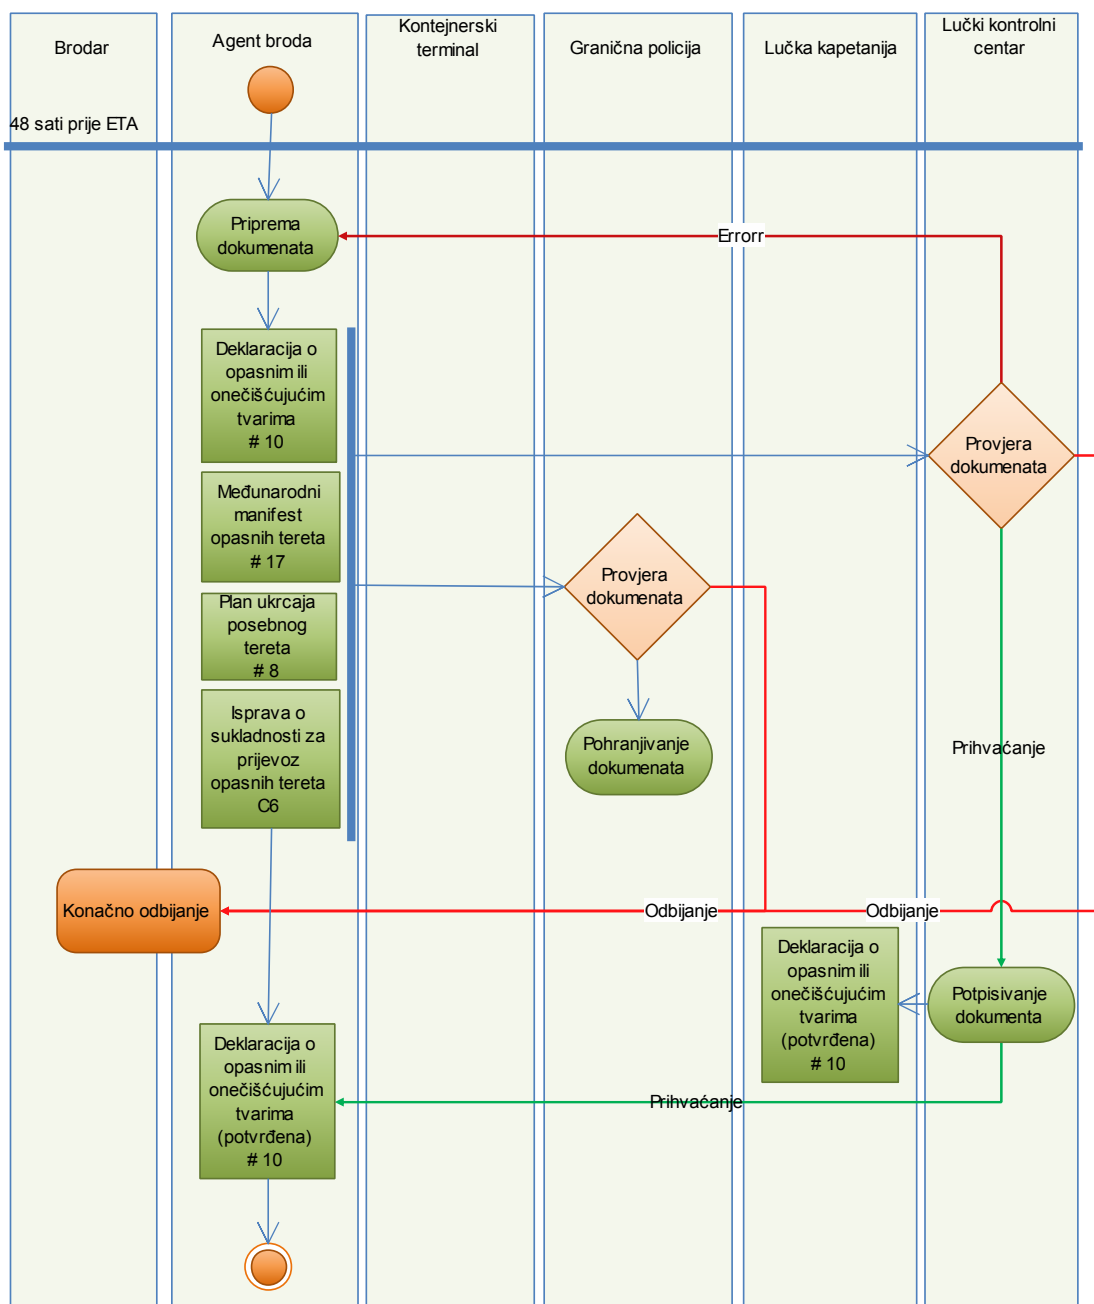 Brodar
Agent broda
Kontejnerski
terminal
Granična policija
Lučka kapetanija
Lučki kontrolni
centar
48 sati prije ETA
Priprema
dokumenata
Errorr
Deklaracija o
opasnim ili
onečišćujućim
tvarima
# 10
Provjera
dokumenata
Međunarodni
manifest
opasnih tereta
# 17
Provjera
dokumenata
Plan ukrcaja
posebnog
tereta
# 8
Isprava o
sukladnosti za
prijevoz
opasnih tereta
C6
Pohranjivanje
dokumenata
Prihvaćanje
Konačno odbijanje
Odbijanje
Odbijanje
Deklaracija o
opasnim ili
onečišćujućim
tvarima
(potvrđena)
# 10
Potpisivanje
dokumenta
Deklaracija o
opasnim ili
onečišćujućim
tvarima
(potvrđena)
# 10
Prihvaćanje